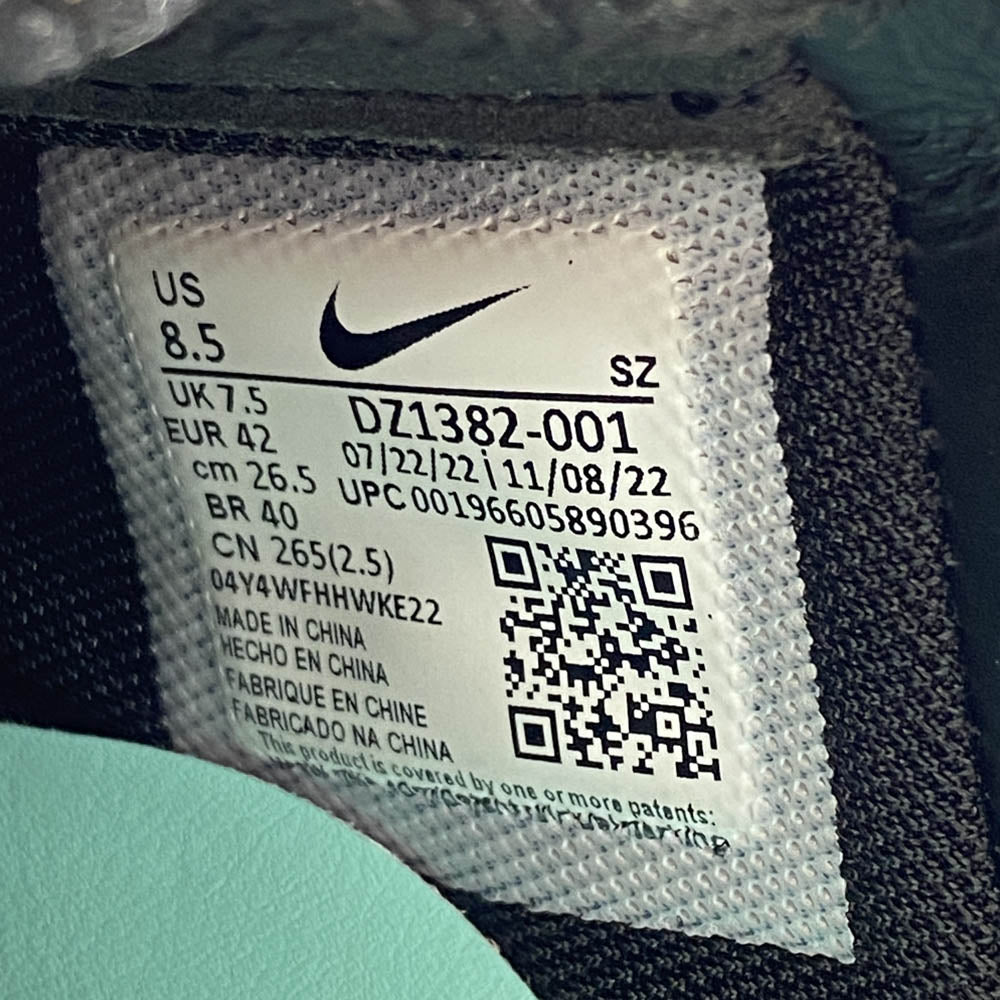 US
8.5
SZ
UK 7.5
EUR 42
cm 26.5
BR 40
CN 265(2.5)
DZ1382-001
07/22/22 | 11/08/22
UPC 00196605890396
04Y4WFHHWKE22
MADE IN CHINA
HECHO EN CHINA
FABRIQUE EN CHINE
FABRICADO NA CHINA
This product is covered by one or more patents: